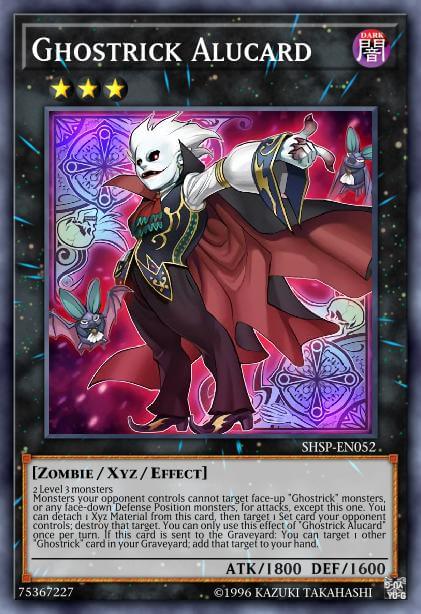 Ghostrick Alucard
DARK
闇
SHSP-EN052
[Zombie / Xyz / Effect]
2 Level 3 monsters
Monsters your opponent controls cannot target face-up "Ghostrick" monsters,
or any face-down Defense Position monsters, for attacks, except this one. You
can detach 1 Xyz Material from this card, then target 1 Set card your opponent
controls; destroy that target. You can only use this effect of "Ghostrick Alucard"
once per turn. If this card is sent to the Graveyard: You can target 1 other
"Ghostrick" card in your Graveyard; add that target to your hand.
ATK/1800 DEF/1600
75367227
©1996 KAZUKI TAKAHASHI